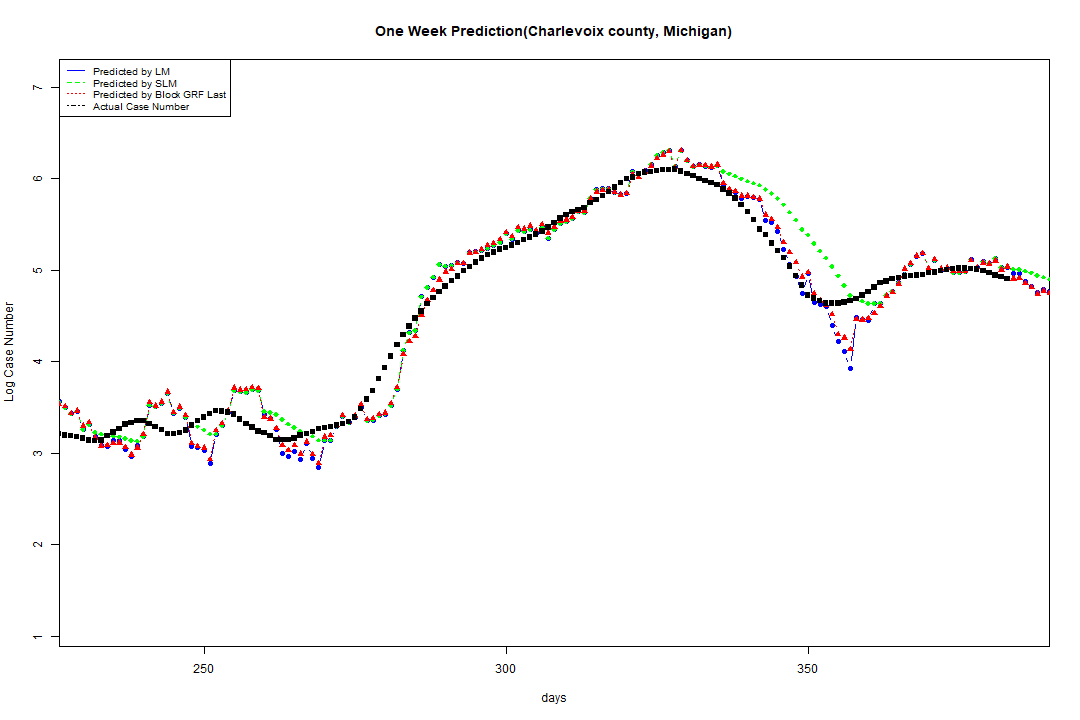 One Week Prediction(Charlevoix county, Michigan)
Predicted by LM
Predicted by SLM
Predicted by Block GRF Last
Actual Case Number
7
6
5
4
3
2
1
Log Case Number
250 300 350
days